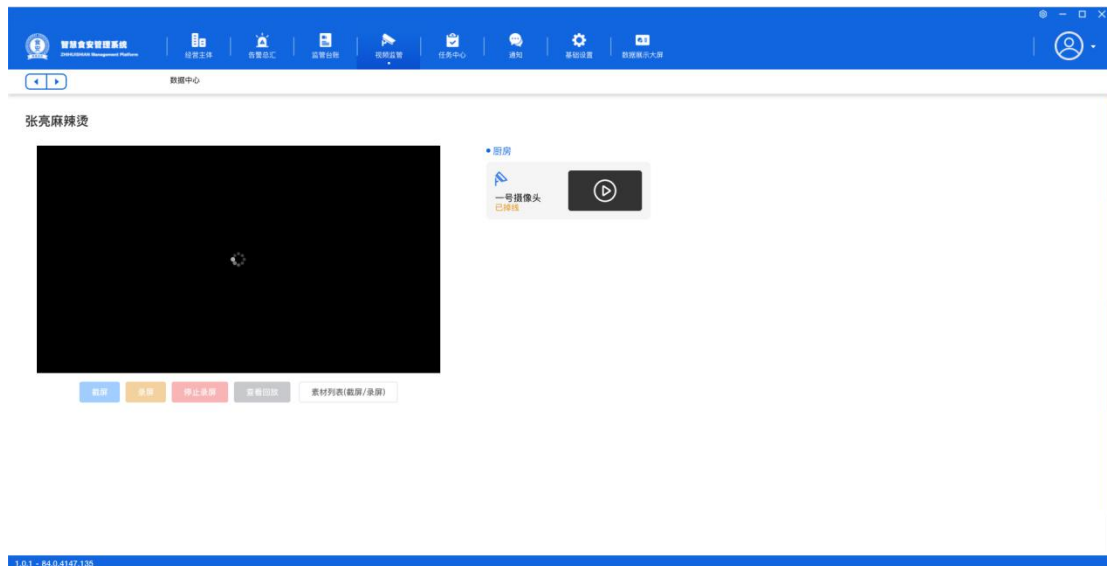 智慧食安管理系统
ZHIHUISHIAN Management Platform
经营主体
告警总汇
监管台账
视频监管
任务中心
通知
基础设置
数据展示大屏
数据中心
张亮麻辣烫
厨房
一号摄像头
已掉线
截屏
录屏
停止录屏
查看回放
素材列表(截屏/录屏)
1.0.1 - 84.0.4147.135